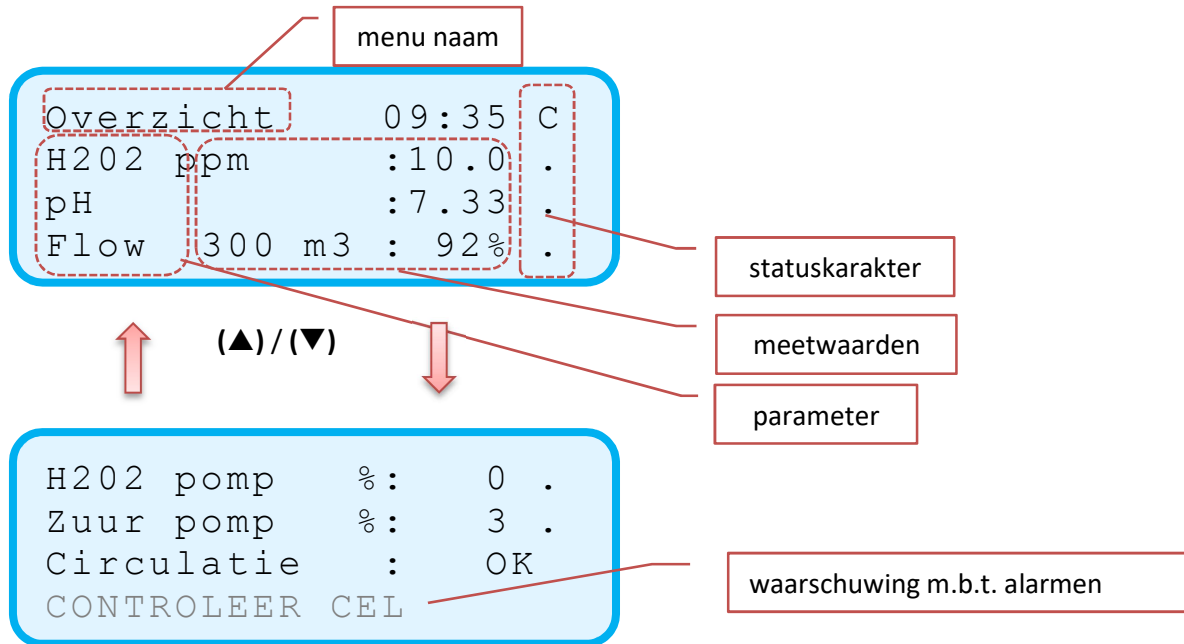 menu naam
Overzicht 09:35 C
H202 ppm :10.0 .
pH :7.33 .
Flow 300 m3 : 92% .
statuskarakter
(▲) / (▼)
meetwaarden
parameter
H202 pomp %: 0 .
Zuur pomp %: 3 .
Circulatie : OK
CONTROLEER CEL
waarschuwing m.b.t. alarmen